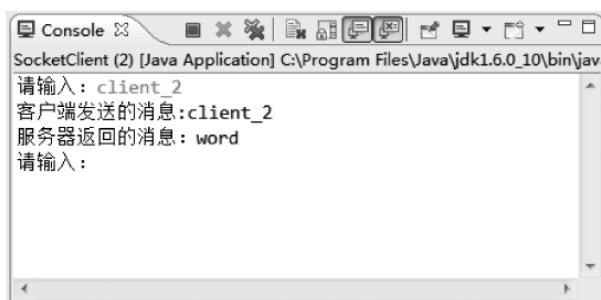 Console
SocketClient (2) [Java Application] C:\Program Files\Java\jdk1.6.0_10\bin\jav
请输入：client_2
客户端发送的消息:client_2
服务器返回的消息：word
请输入：